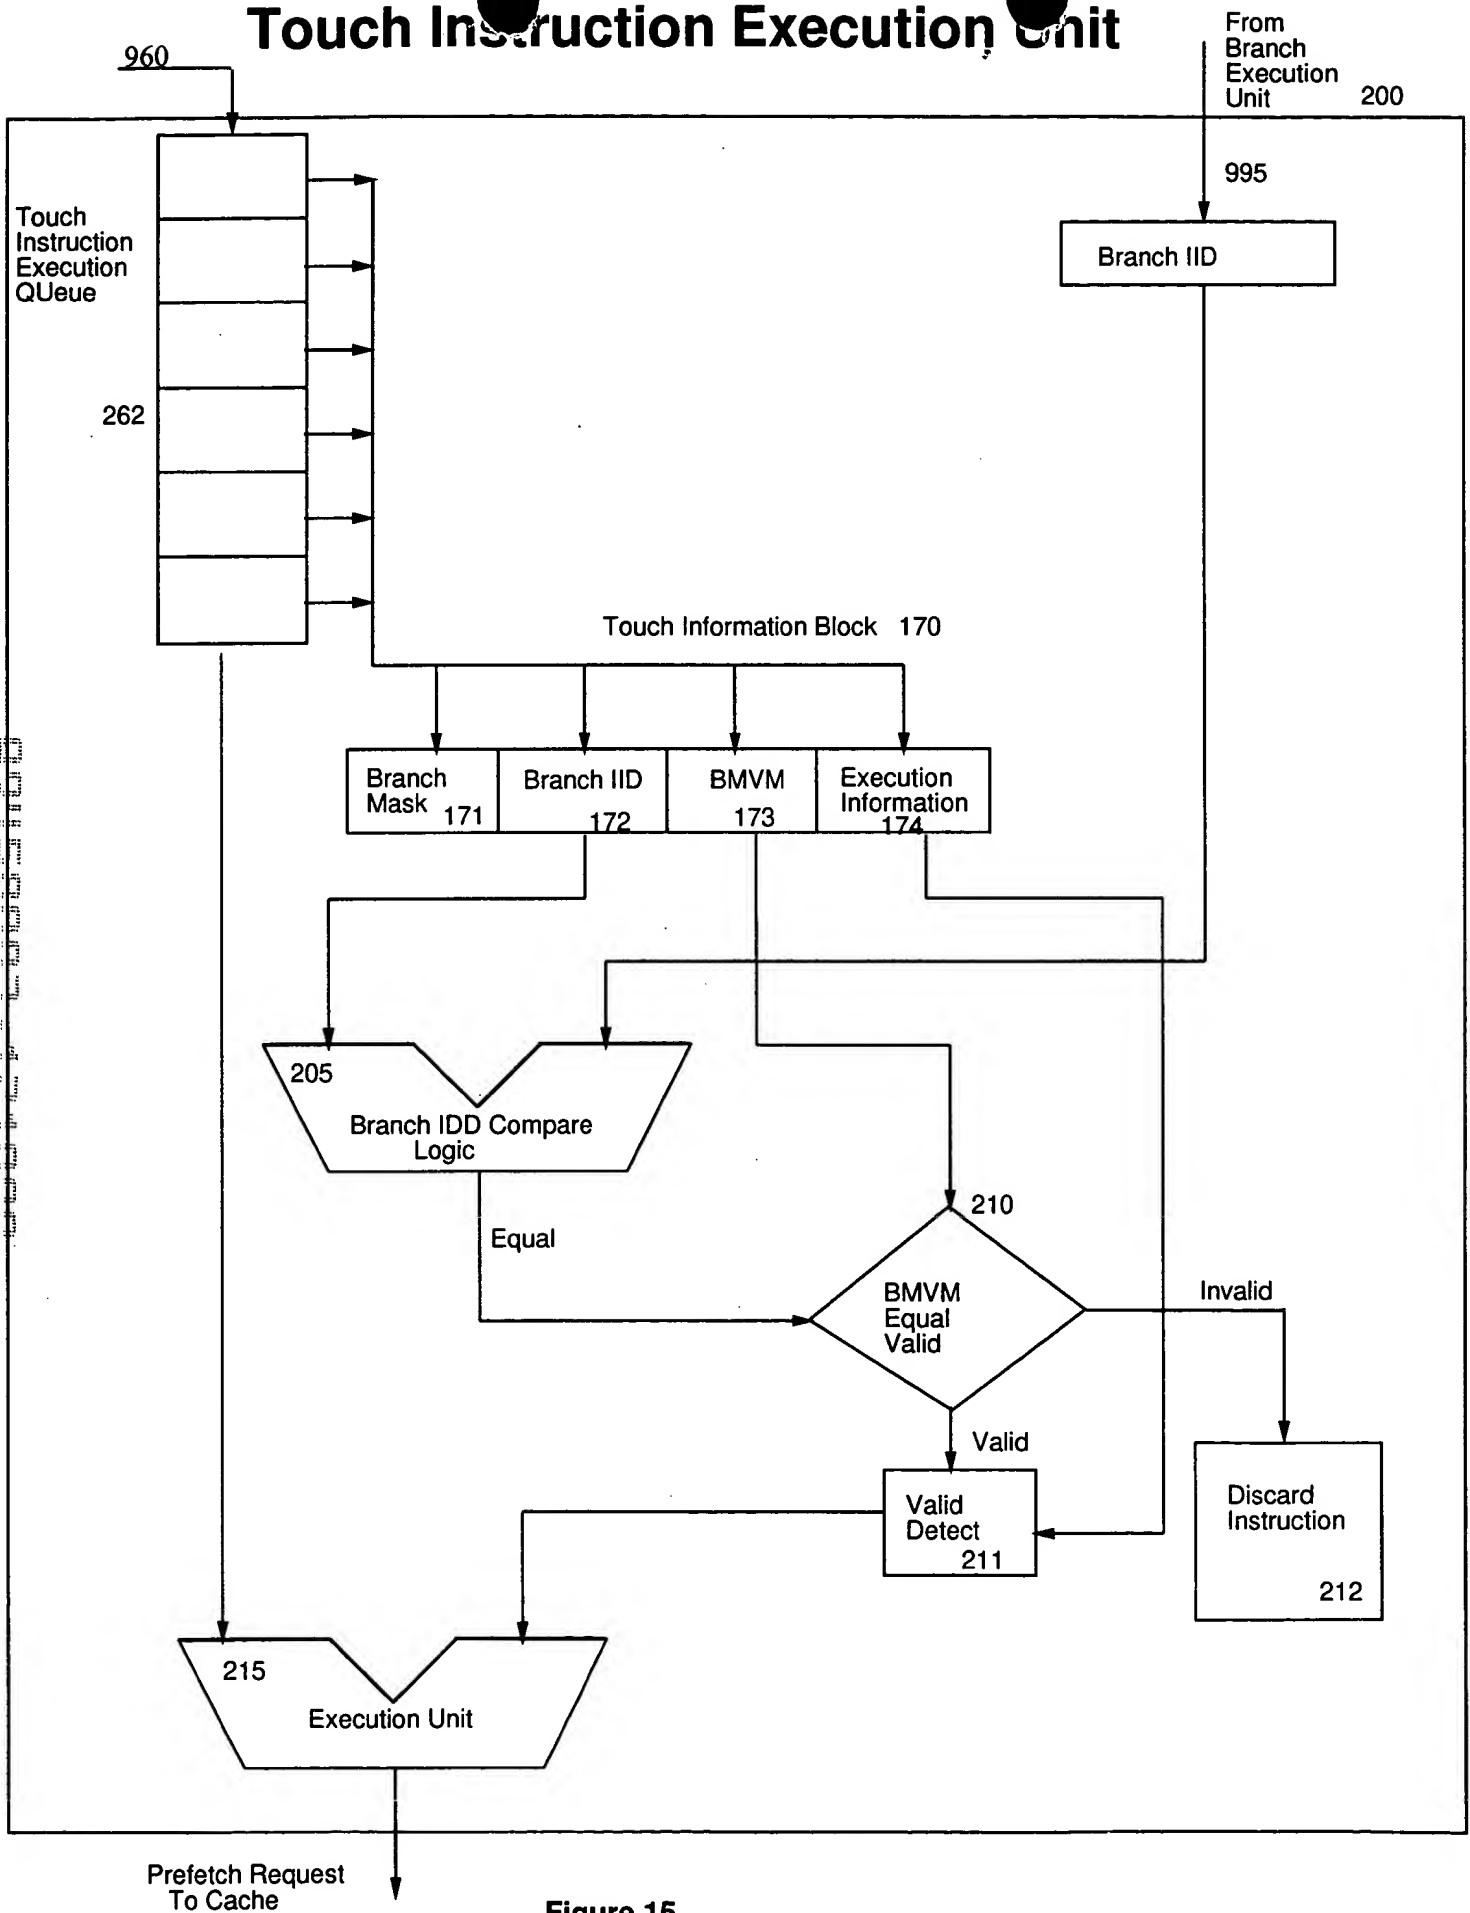 Touch Instruction Execution Unit
960
From
Branch
Execution
Unit
200
995
Touch
Instruction
Execution
QUeue
Branch IID
262
Touch Information Block 170
Branch
Mask 171
Branch IID
172
BMVM
173
Execution
Information
174
205
Branch IDD Compare
Logic
Equal
210
BMVM
Equal
Valid
Invalid
Valid
Valid
Detect
211
Discard
Instruction
212
215
Execution Unit
Prefetch Request
To Cache
Figure 15